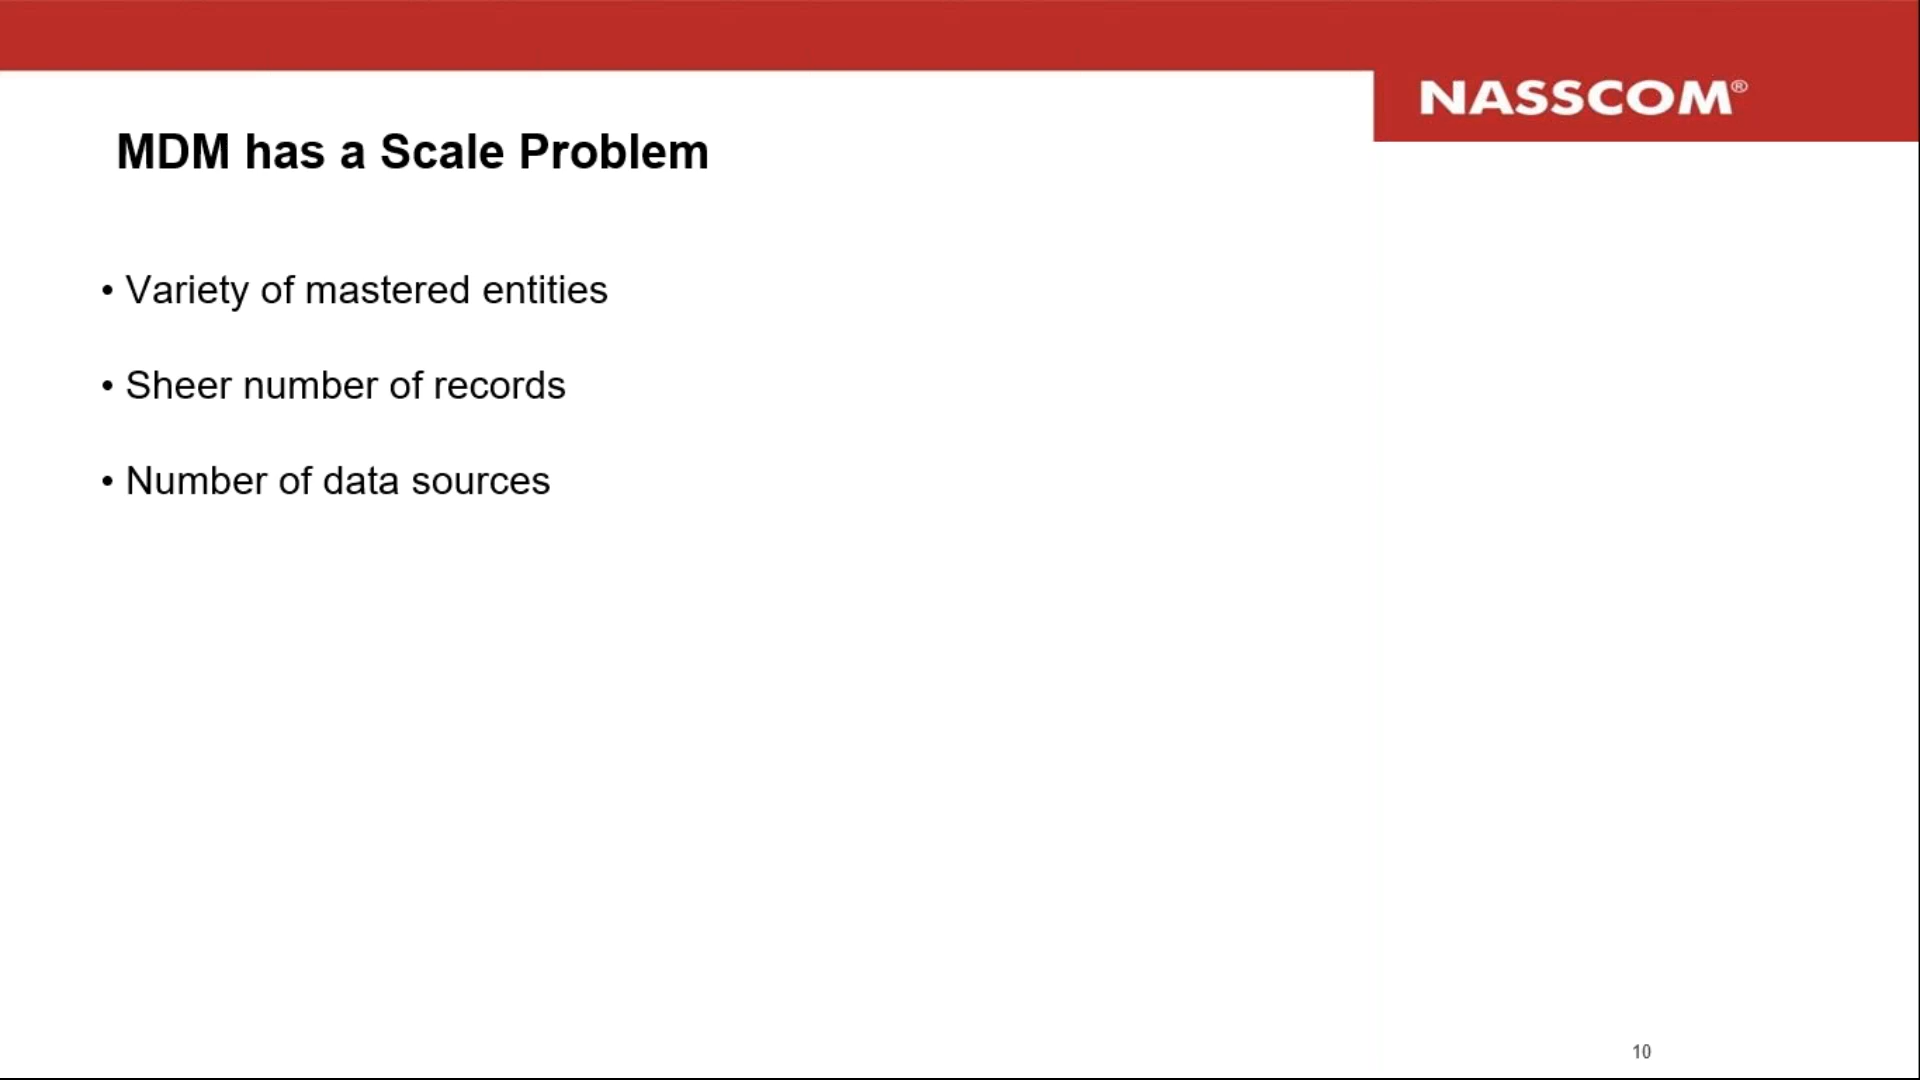 NASSCOM®
MDM has a Scale Problem
• Variety of mastered entities
• Sheer number of records
• Number of data sources
10